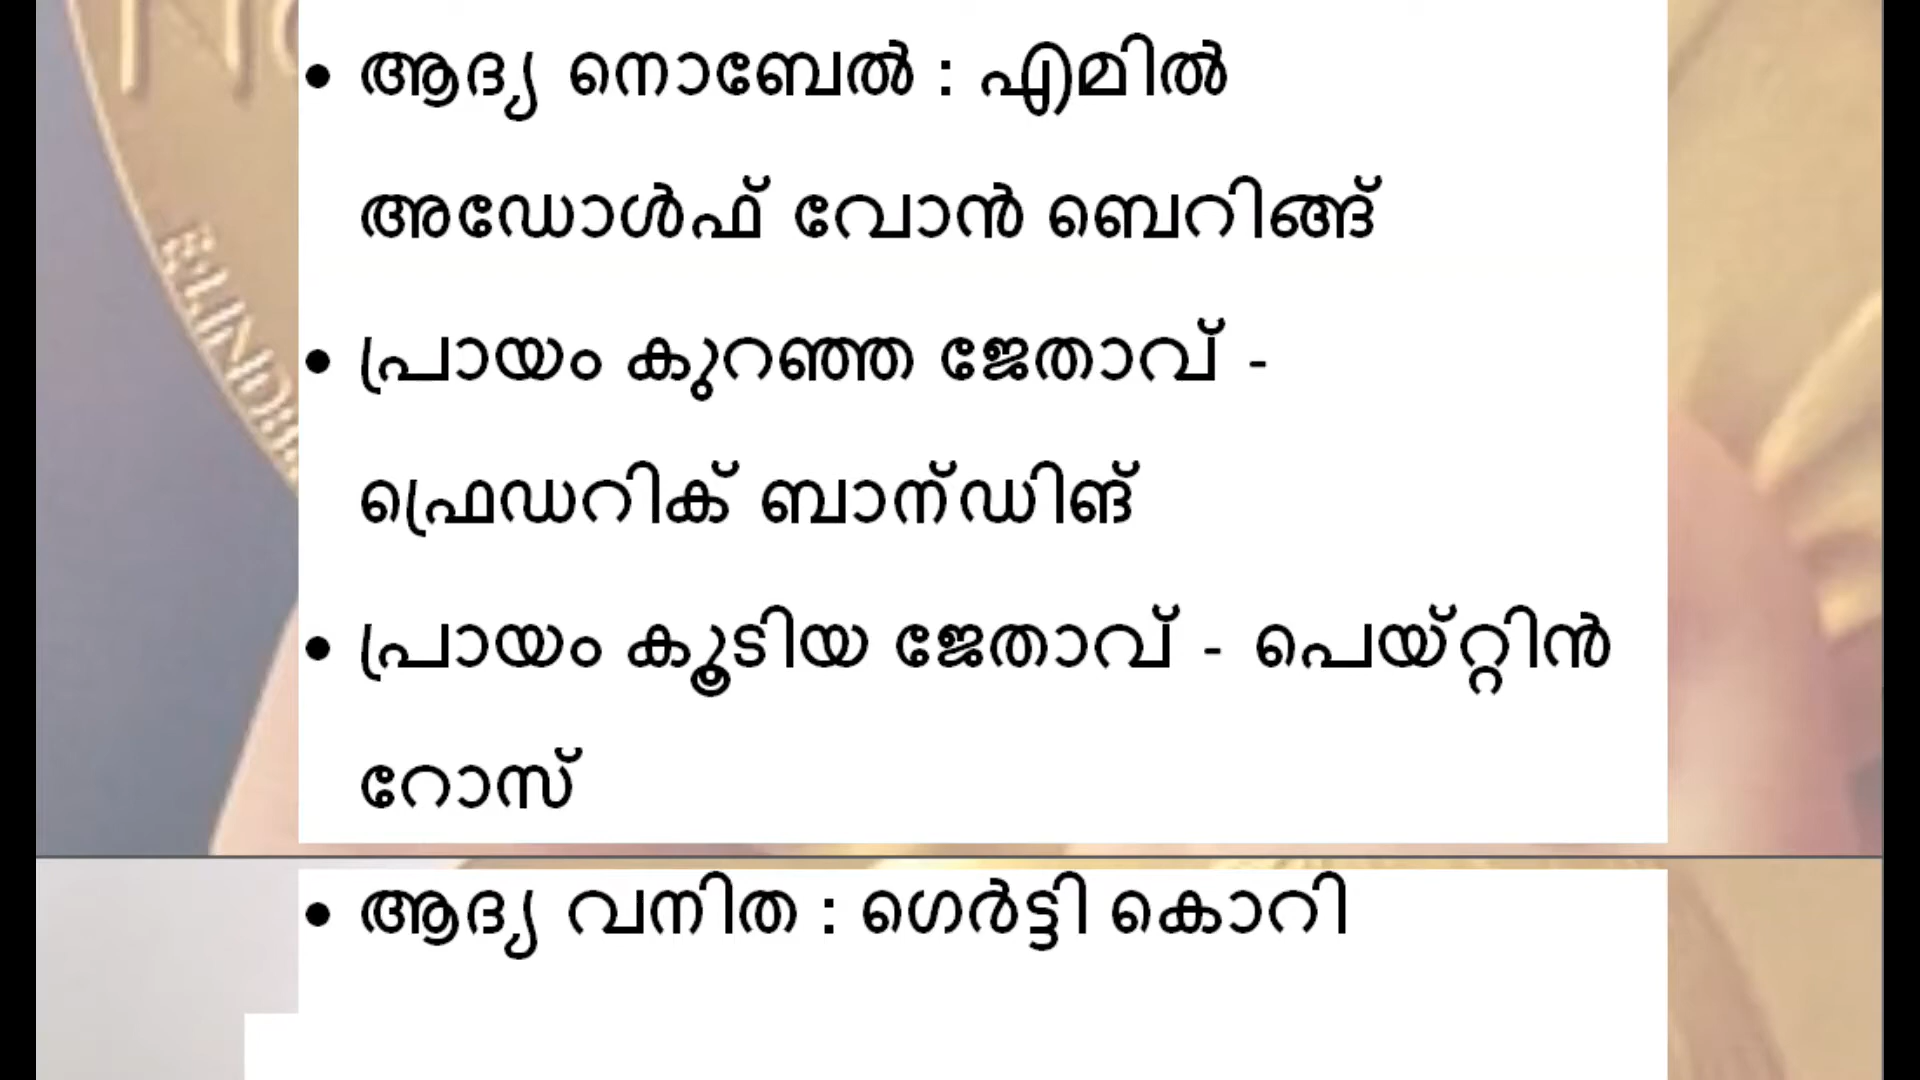 • ആദ്യ നൊബേൽ : എമിൽ
അഡോൾഫ് വോൻ ബെറിങ്ങ്
• പ്രായം കുറഞ്ഞ ജേതാവ് -
ഫ്രെഡറിക് ബാന്ഡിങ്
• പ്രായം കൂടിയ ജേതാവ് - പെയ്റ്റിൻ
റോസ്
• ആദ്യ വനിത : ഗെർട്ടി കൊറി